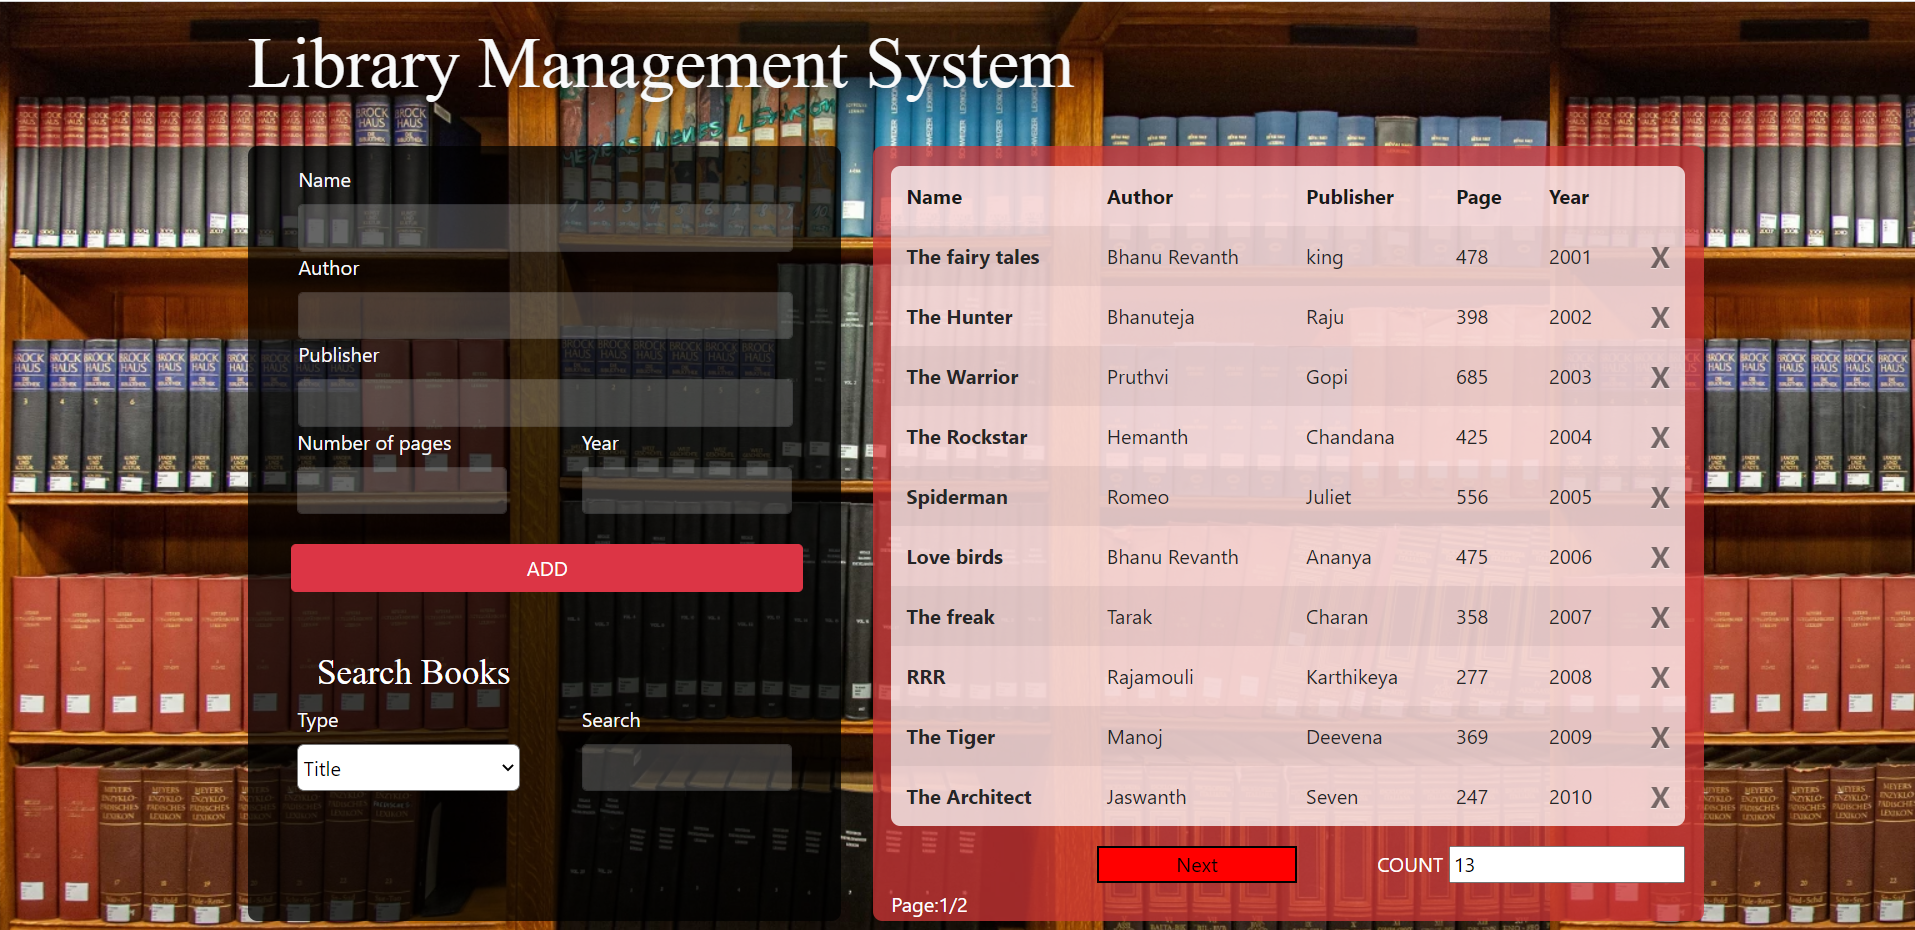 Library Management System
Name
Author
Publisher
Number of pages Year
ADD
Search Books
Type Search
Title
Name Author Publisher Page Year
The fairy tales Bhanu Revanth king 478 2001 X
The Hunter Bhanuteja Raju 398 2002 X
The Warrior Pruthvi Gopi 685 2003 X
The Rockstar Hemanth Chandana 425 2004 X
Spiderman Romeo Juliet 556 2005 X
Love birds Bhanu Revanth Ananya 475 2006 X
The freak Tarak Charan 358 2007 X
RRR Rajamouli Karthikeya 277 2008 X
The Tiger Manoj Deevena 369 2009 X
The Architect Jaswanth Seven 247 2010 X
Next COUNT 13
Page:1/2